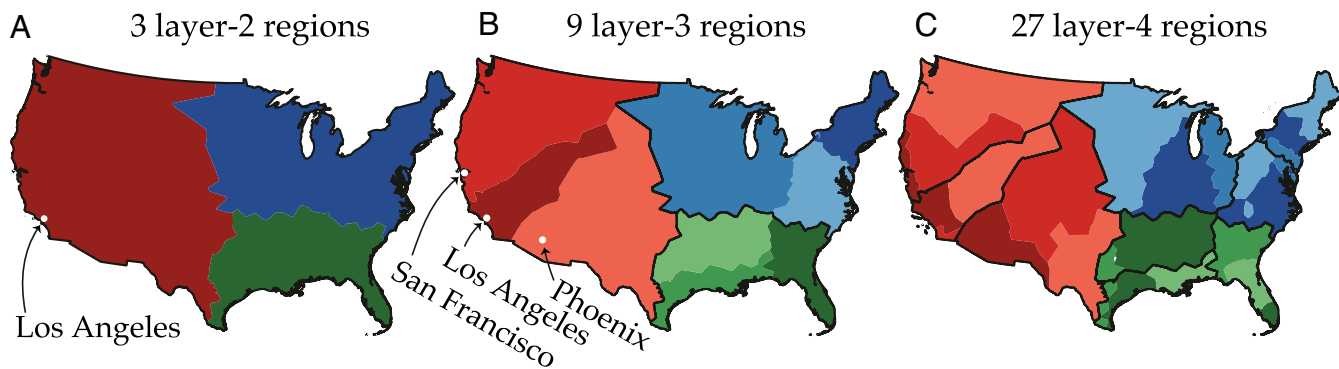 A
3 layer-2 regions
B
9 layer-3 regions
C
27 layer-4 regions
Los Angeles
San Francisco
Los Angeles
Phoenix